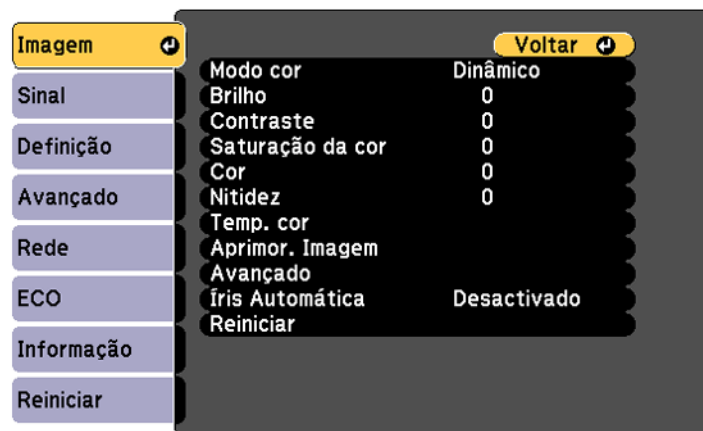 Imagem
Sinal
Definição
Avançado
Rede
ECO
Informação
Reiniciar
Voltar
Modo cor Dinâmico
Brilho 0
Contraste 0
Saturação da cor 0
Cor 0
Nitidez 0
Temp. cor
Aprimor. Imagem
Avançado
Íris Automática Desactivado
Reiniciar